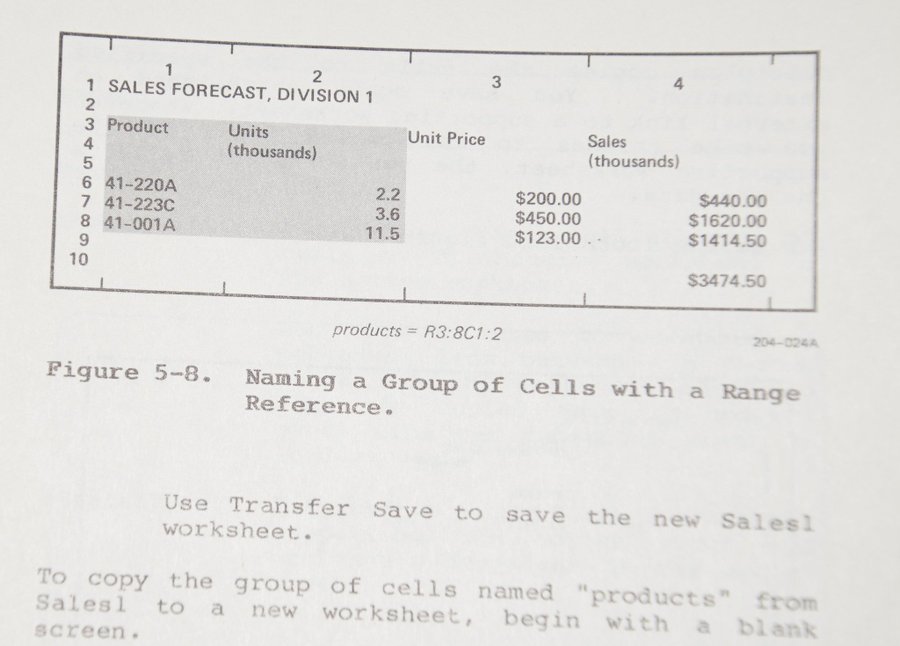 1 2 3 4
1 SALES FORECAST, DIVISION 1
2
3 Product Units Unit Price Sales
4 (thousands) (thousands)
5
6 41-220A 2.2 $200.00 $440.00
7 41-223C 3.6 $450.00 $1620.00
8 41-001A 11.5 $123.00 $1414.50
9
10 $3474.50
products = R3:8C1:2
204-024A
Figure 5-8. Naming a Group of Cells with a Range
Reference.
Use Transfer Save to save the new Sales1
worksheet.
To copy the group of cells named "products" from
Sales1 to a new worksheet, begin with a blank
screen.